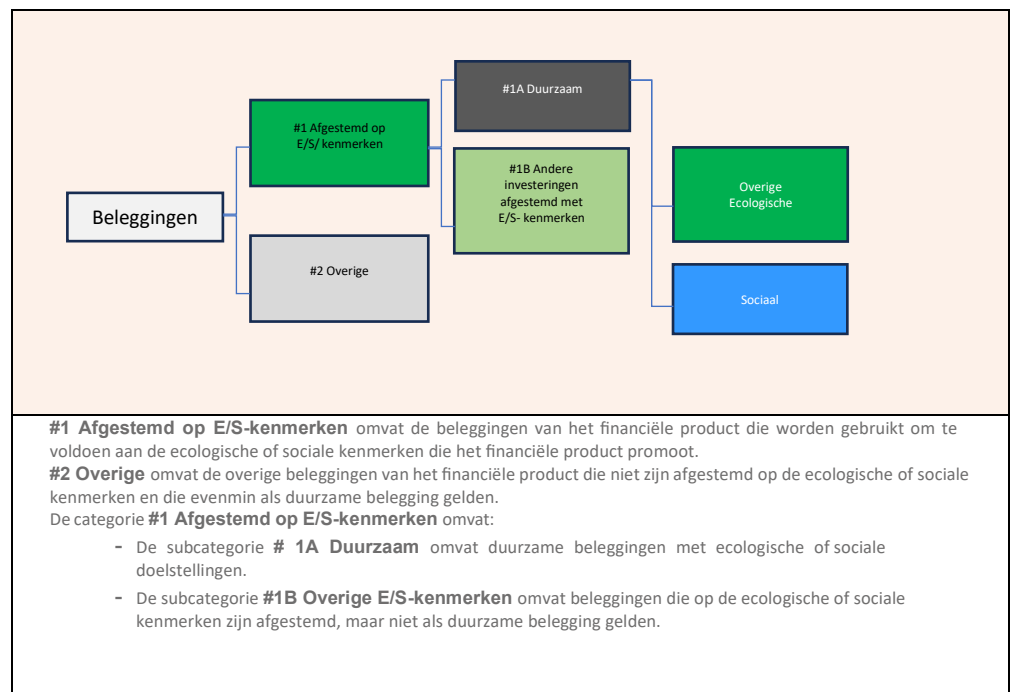 #1A Duurzaam
#1 Afgestemd op
E/S/ kenmerken
#1B Andere
investeringen
afgestemd met
E/S- kenmerken
Overige
Ecologische
Beleggingen
#2 Overige
Sociaal
#1 Afgestemd op E/S-kenmerken omvat de beleggingen van het financiële product die worden gebruikt om te
voldoen aan de ecologische of sociale kenmerken die het financiële product promoot.
#2 Overige omvat de overige beleggingen van het financiële product die niet zijn afgestemd op de ecologische of sociale
kenmerken en die evenmin als duurzame belegging gelden.
De categorie #1 Afgestemd op E/S-kenmerken omvat:
- De subcategorie # 1A Duurzaam omvat duurzame beleggingen met ecologische of sociale
doelstellingen.
- De subcategorie #1B Overige E/S-kenmerken omvat beleggingen die op de ecologische of sociale
kenmerken zijn afgestemd, maar niet als duurzame belegging gelden.